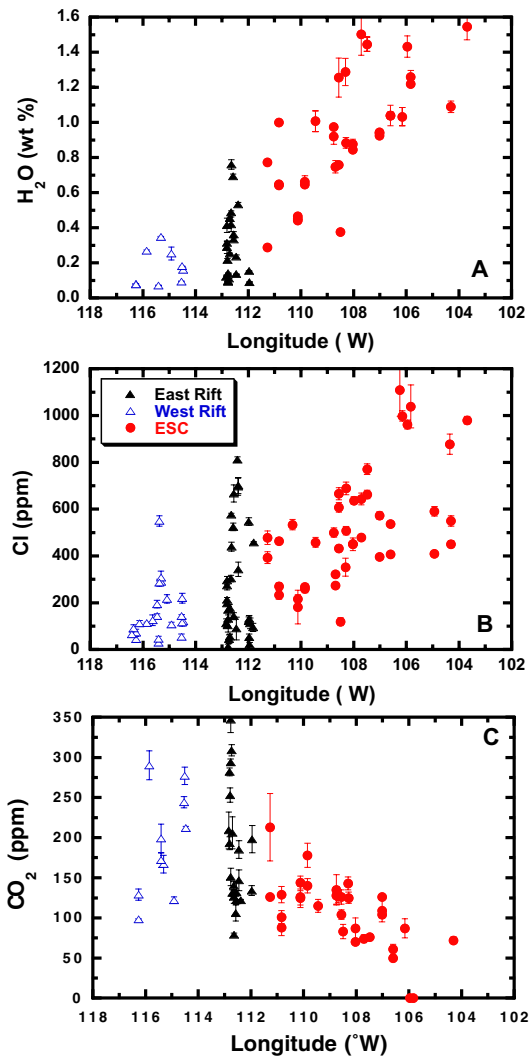 1.6
1.4
1.2
1.0
0.8
0.6
0.4
0.2
0.0
H2O (wt %)
A
118 116 114 112 110 108 106 104 102
Longitude ( W)
1200
1000
800
600
400
200
0
Cl (ppm)
East Rift
West Rift
ESC
B
118 116 114 112 110 108 106 104 102
Longitude ( W)
350
300
250
200
150
100
50
0
CO2 (ppm)
C
118 116 114 112 110 108 106 104 102
Longitude (˚W)